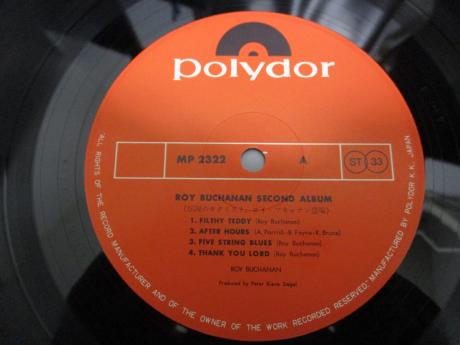 polydor
MP 2322 A ST 33
ROY BUCHANAN SECOND ALBUM
1. FILTHY TEDDY (Roy Buchanan)
2. AFTER HOURS (A. Parrish-B. Feyne-R. Bruce)
3. FIVE STRING BLUES (Roy Buchanan)
4. THANK YOU LORD (Roy Buchanan)
ROY BUCHANAN
Produced by Peter Kieve Siegel
"ALL RIGHTS OF THE RECORD MANUFACTURER AND OF THE OWNER OF THE WORK RECORDED RESERVED." MANUFACTURED BY POLYDOR K.K. JAPAN